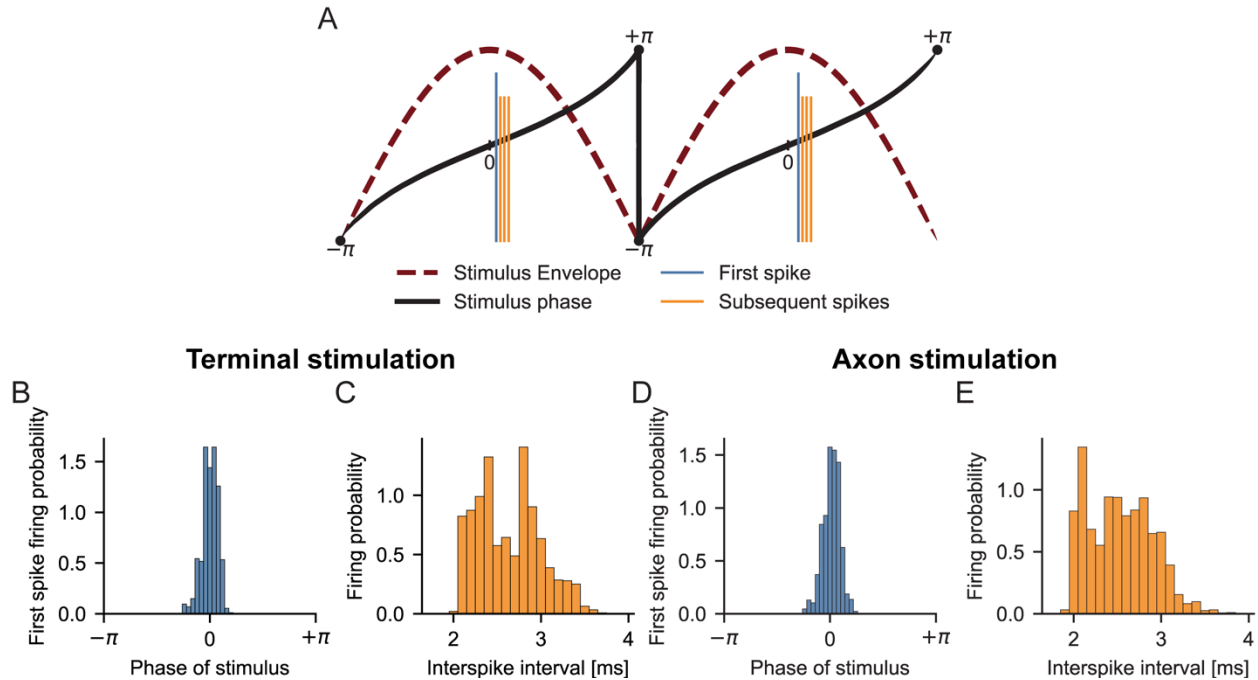 A
+π
+π
0
0
−π
−π
Stimulus Envelope
First spike
Stimulus phase
Subsequent spikes
Terminal stimulation
Axon stimulation
B
C
D
E
First spike firing probability
1.5
1.0
0.5
0.0
−π
0
+π
Phase of stimulus
Firing probability
1.0
0.5
0.0
2
3
4
Interspike interval [ms]
First spike firing probability
1.5
1.0
0.5
0.0
−π
0
+π
Phase of stimulus
Firing probability
1.0
0.5
0.0
2
3
4
Interspike interval [ms]